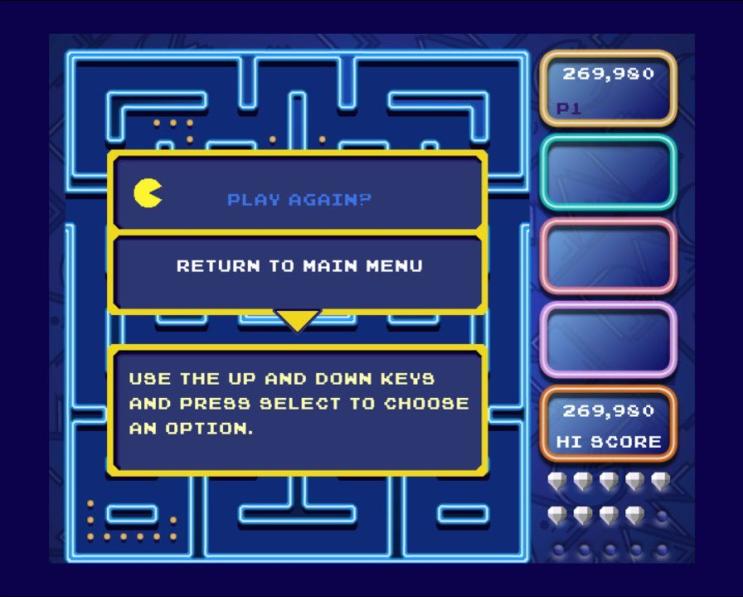 269,980
P1
PLAY AGAIN?
RETURN TO MAIN MENU
USE THE UP AND DOWN KEYS
AND PRESS SELECT TO CHOOSE
AN OPTION.
269,980
HI SCORE